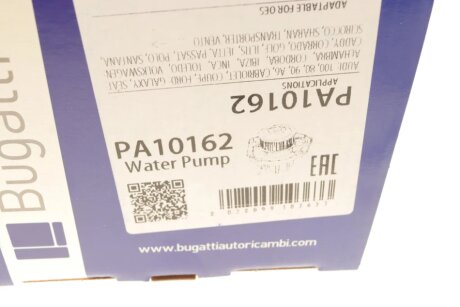 ADAPTABLE FOR OES
SCIROCCO, SHARAN, TRANSPORTER, VENTO
CADDY, CORRADO, GOLF, JETTA, PASSAT, POLO, SANTANA,
ALHAMBRA, CORDOBA, IBIZA, INCA, TOLEDO, VOLKSWAGEN
AUDI 100, 80, 90, A4, A6, CABRIOLET, COUPE, FORD GALAXY, SEAT
APPLICATIONS
PA10162
PA10162
Water Pump
EAC
Bugatti
www.bugattiautoricambi.com